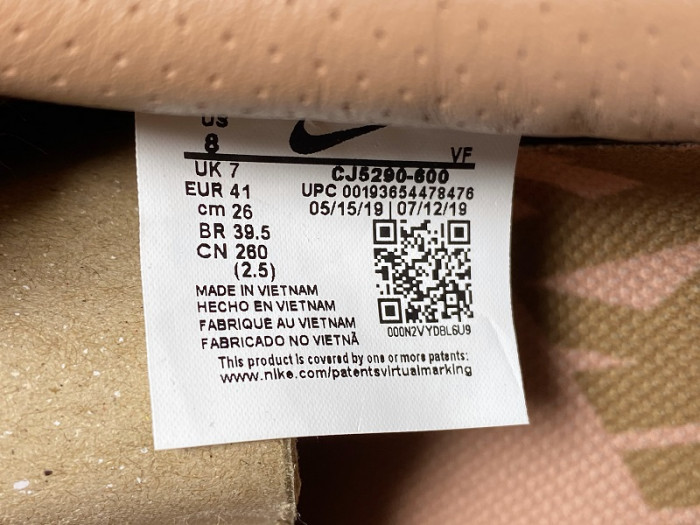 US
8
VF
UK 7
EUR 41
cm 26
BR 39.5
CN 260
(2.5)
CJ5290-600
UPC 00193654478476
05/15/19 | 07/12/19
000N2VYDBL6U9
MADE IN VIETNAM
HECHO EN VIETNAM
FABRIQUE AU VIETNAM
FABRICADO NO VIETNÃ
This product is covered by one or more patents:
www.nike.com/patentsvirtualmarking